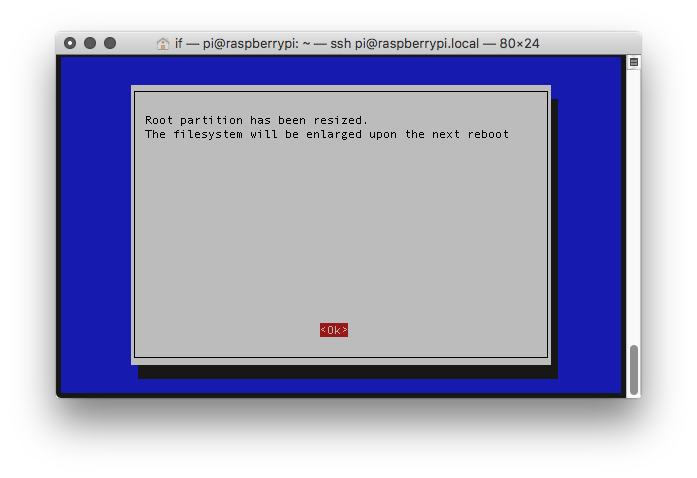 if — pi@raspberrypi: ~ — ssh pi@raspberrypi.local — 80×24
Root partition has been resized.
The filesystem will be enlarged upon the next reboot
<Ok>